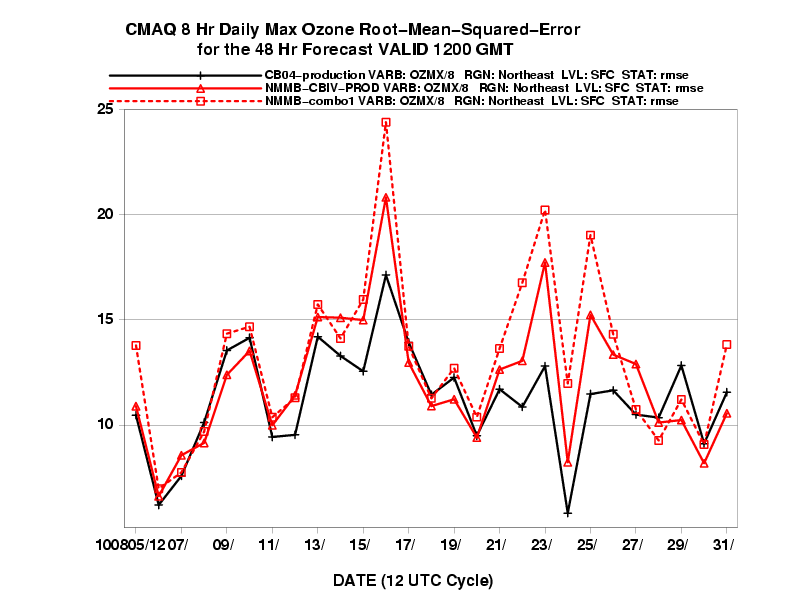 CMAQ 8 Hr Daily Max Ozone Root-Mean-Squared-Error
for the 48 Hr Forecast VALID 1200 GMT
CB04-production VARB: OZMX/8 RGN: Northeast LVL: SFC STAT: rmse
NMMB-CBIV-PROD VARB: OZMX/8 RGN: Northeast LVL: SFC STAT: rmse
NMMB-combo1 VARB: OZMX/8 RGN: Northeast LVL: SFC STAT: rmse
25
20
15
10
100805/12 07/ 09/ 11/ 13/ 15/ 17/ 19/ 21/ 23/ 25/ 27/ 29/ 31/
DATE (12 UTC Cycle)